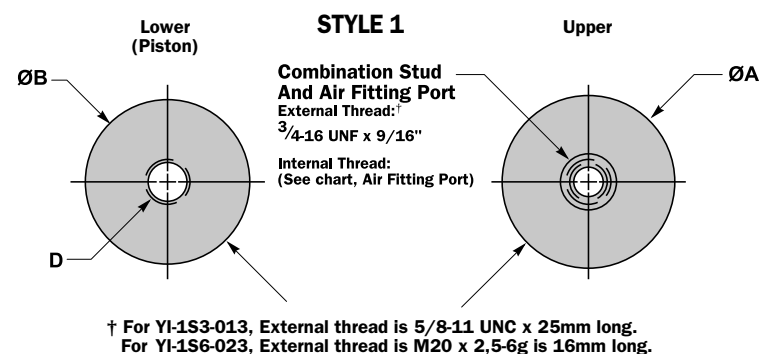 STYLE 1
Lower
(Piston)
Upper
ØB
Combination Stud
And Air Fitting Port
External Thread:†
3/4-16 UNF x 9/16"
Internal Thread:
(See chart, Air Fitting Port)
ØA
D
† For YI-1S3-013, External thread is 5/8-11 UNC x 25mm long.
For YI-1S6-023, External thread is M20 x 2,5-6g is 16mm long.